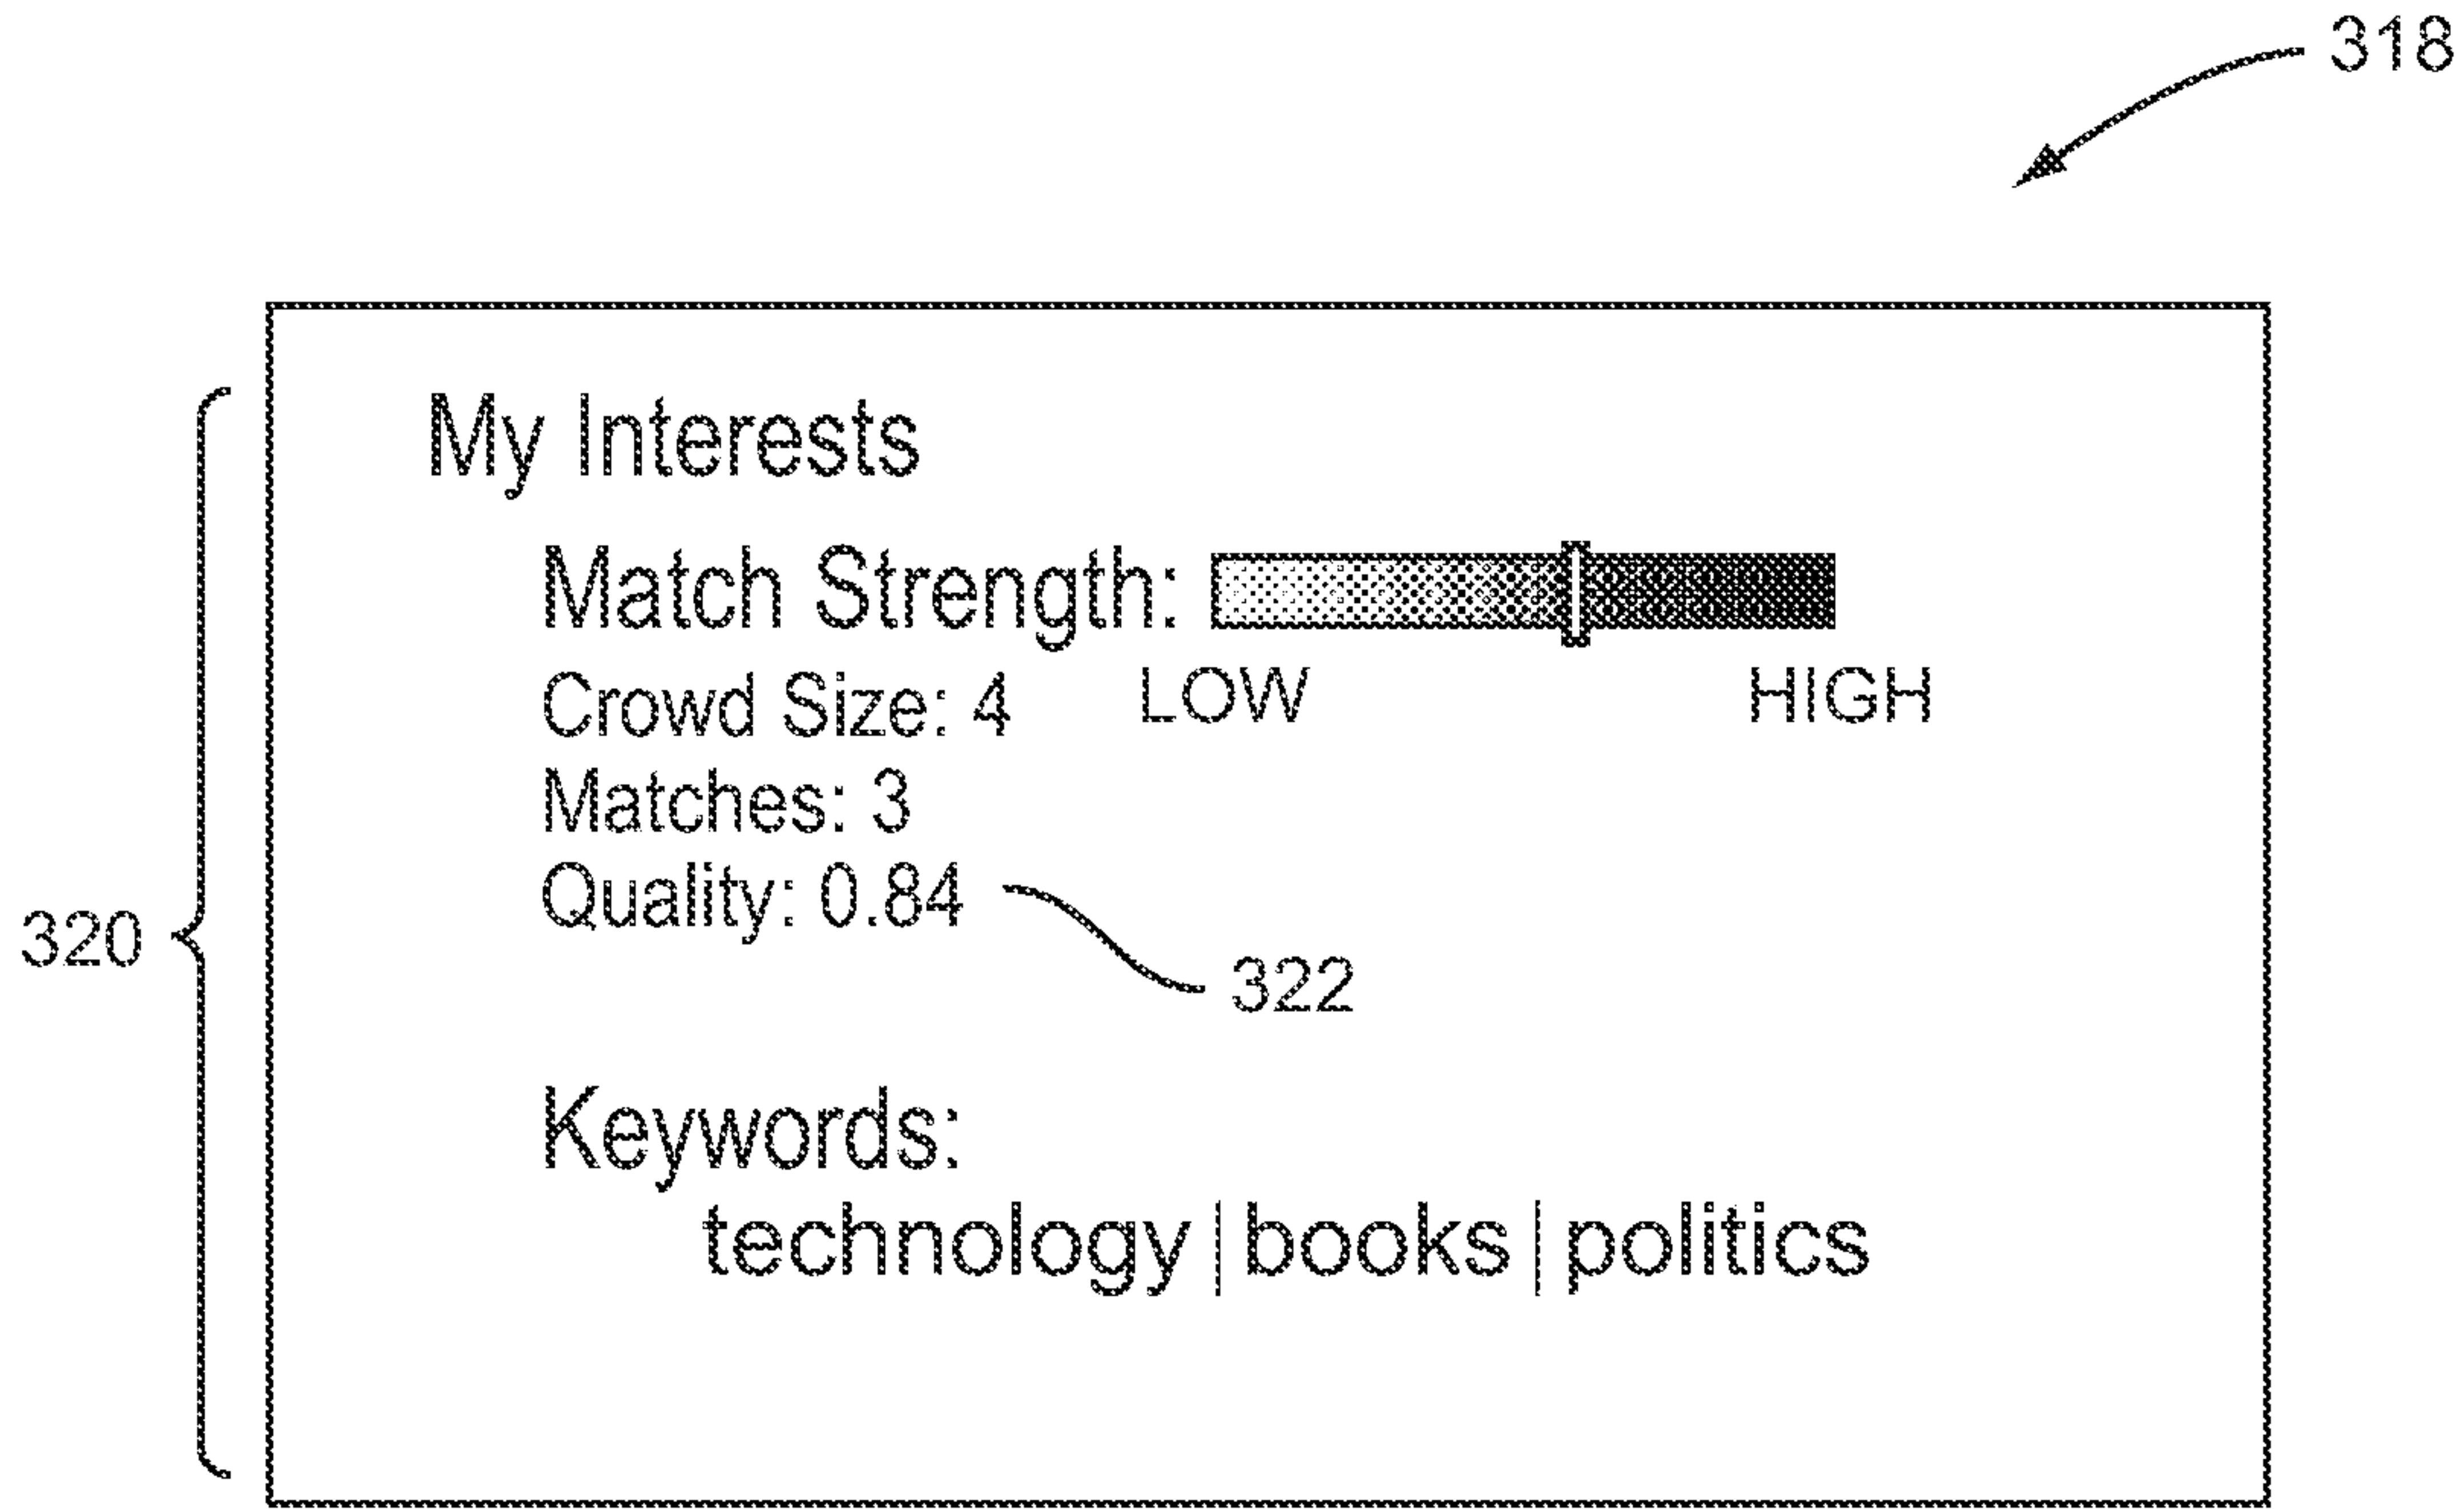 318
My Interests
Match Strength:
Crowd Size: 4 LOW HIGH
Matches: 3
Quality: 0.84
320
322
Keywords:
technology | books | politics